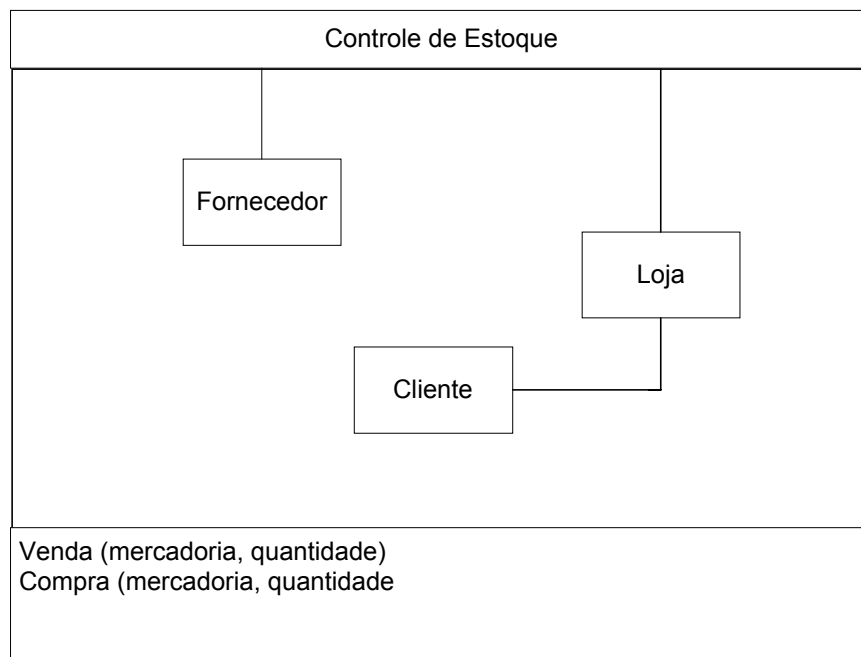 Controle de Estoque
Fornecedor
Loja
Cliente
Venda (mercadoria, quantidade)
Compra (mercadoria, quantidade